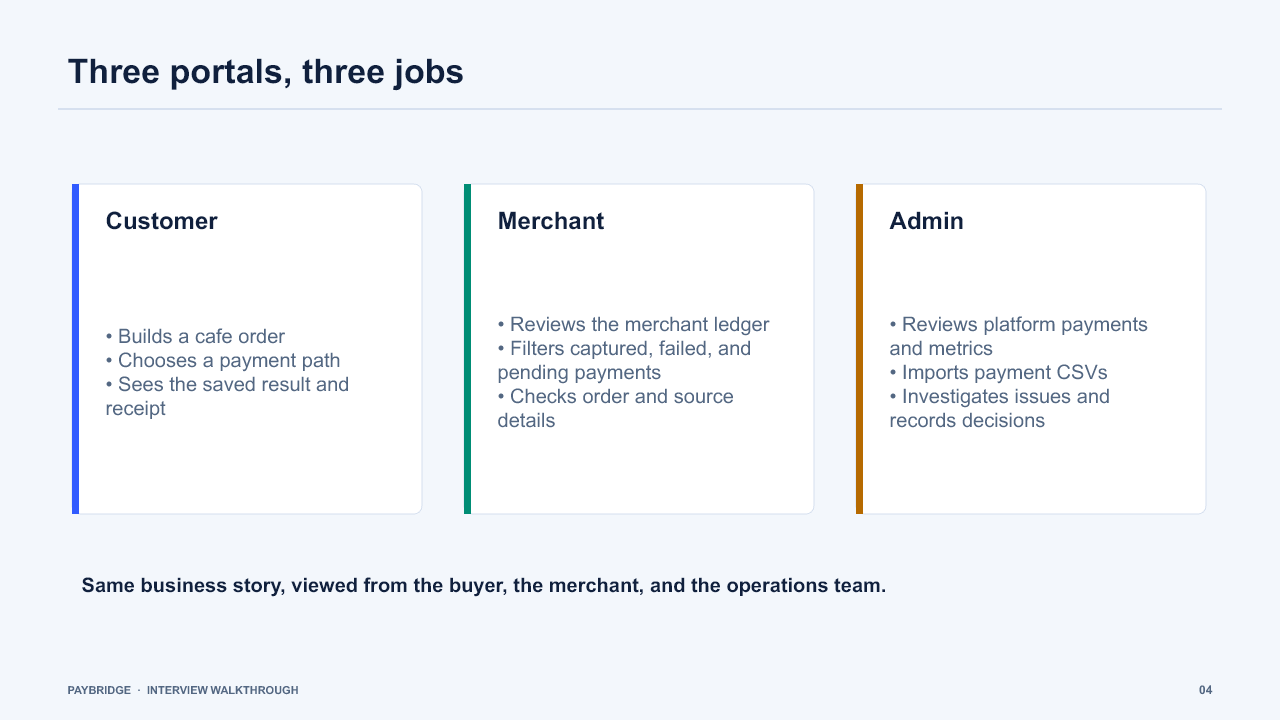 Three portals, three jobs
Customer
• Builds a cafe order
• Chooses a payment path
• Sees the saved result and
receipt
Merchant
• Reviews the merchant ledger
• Filters captured, failed, and
pending payments
• Checks order and source
details
Admin
• Reviews platform payments
and metrics
• Imports payment CSVs
• Investigates issues and
records decisions
Same business story, viewed from the buyer, the merchant, and the operations team.
PAYBRIDGE · INTERVIEW WALKTHROUGH
04